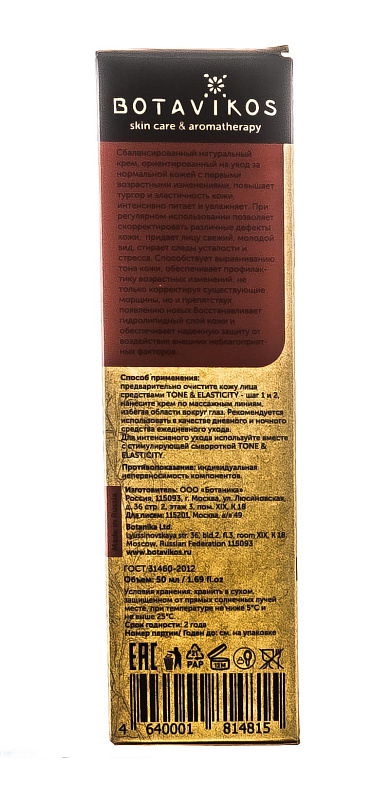 BOTAVIKOS
skin care & aromatherapy
Сбалансированный натуральный
крем, ориентированный на уход за
нормальной кожей с первыми
возрастными изменениями, повышает
тургор и эластичность кожи,
интенсивно питает и увлажняет. При
регулярном использовании позволяет
скорректировать различные дефекты
кожи, придает лицу свежий, молодой
вид, стирает следы усталости и
стресса. Способствует выравниванию
тона кожи, обеспечивает профилак-
тику возрастных изменений, не
только корректируя существующие
морщины, но и препятствуя
появлению новых. Восстанавливает
гидролипидный слой кожи и
обеспечивает надежную защиту от
воздействия внешних неблагоприят-
ных факторов.
Способ применения:
предварительно очистите кожу лица
средствами TONE & ELASTICITY - шаг 1 и 2,
нанесите крем по массажным линиям,
избегая области вокруг глаз. Рекомендуется
использовать в качестве дневного и ночного
средства ежедневного ухода.
Для интенсивного ухода используйте вместе
с стимулирующей сывороткой TONE &
ELASTICITY.
Противопоказание: индивидуальная
непереносимость компонентов.
Изготовитель: ООО «Ботаника»
Россия, 115093, г. Москва, ул. Люсиновская,
д. 36 стр. 2, этаж 3, пом. XIX, К 18
Для писем: 115201, Москва, а/я 49
Botanika Ltd.
Lyusinovskaya str. 36, bld.2, fl.3, room XIX, K 18
Moscow, Russian Federation 115093
www.botavikos.ru
Made in Russia
ГОСТ 31460-2012
Объем: 50 мл / 1.69 fl.oz
Условия хранения: хранить в сухом,
защищенном от прямых солнечных лучей
месте, при температуре не ниже 5°С и
не выше 25°С
Срок годности: 2 года
Номер партии/ Годен до: см. на упаковке
EAC
21
PAP
12M
4 640001 814815